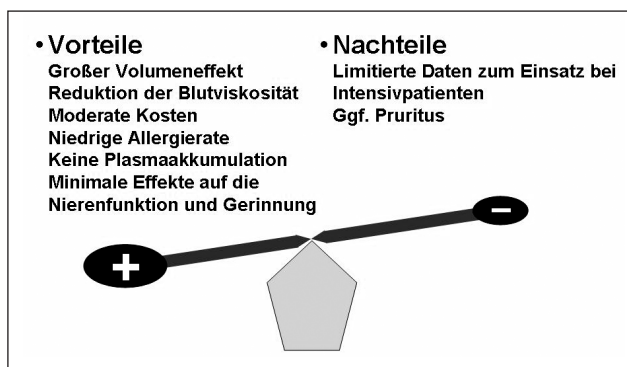 • Vorteile
Großer Volumeneffekt
Reduktion der Blutviskosität
Moderate Kosten
Niedrige Allergierate
Keine Plasmaakkumulation
Minimale Effekte auf die
Nierenfunktion und Gerinnung
• Nachteile
Limitierte Daten zum Einsatz bei
Intensivpatienten
Ggf. Pruritus
+
−